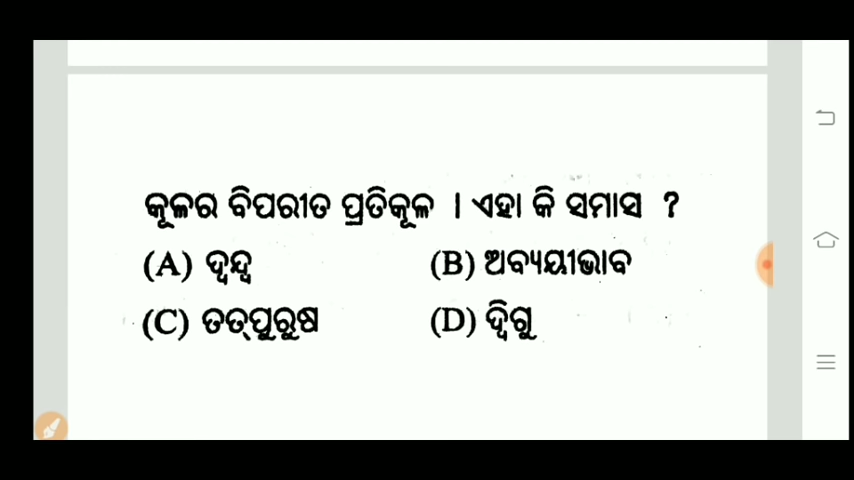 କୂଳର ବିପରୀତ ପ୍ରତିକୂଳ । ଏହା କି ସମାସ ?
(A) ଦ୍ୱନ୍ଦ୍ୱ (B) ଅବ୍ୟୟୀଭାବ
(C) ତତ୍‌ପୁରୁଷ (D) ଦ୍ୱିଗୁ